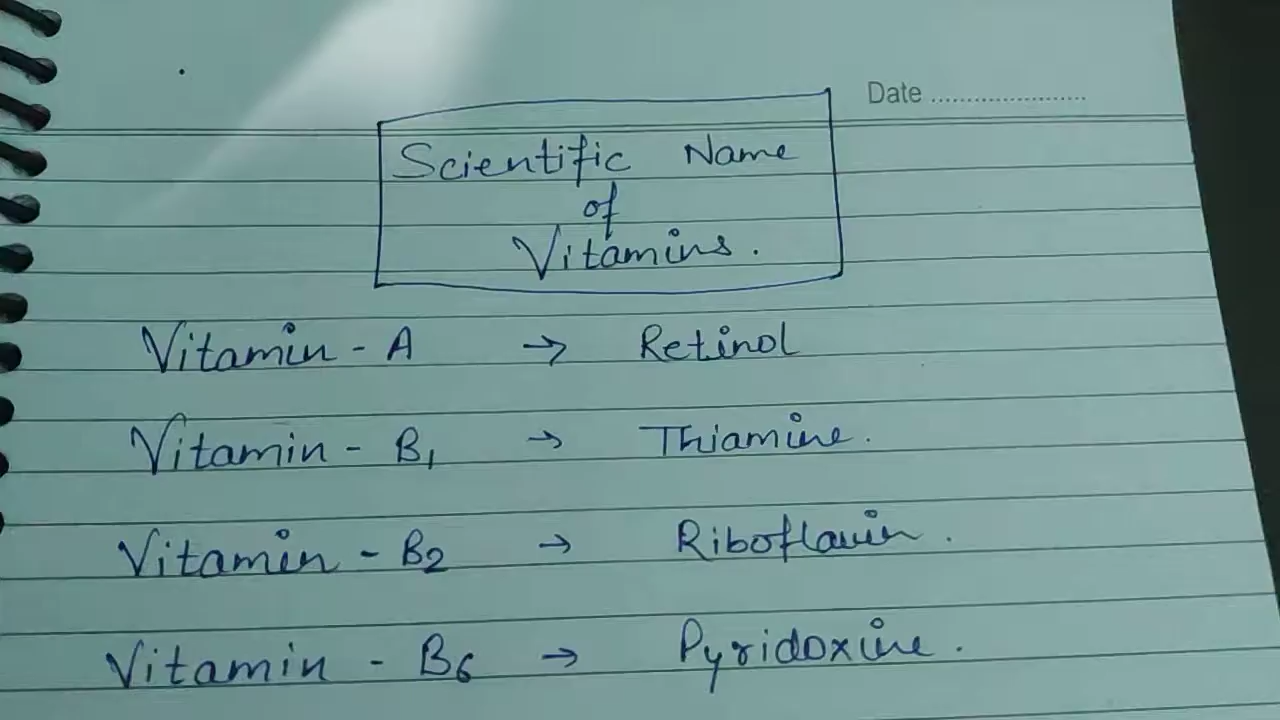 Date .....................
Scientific Name
of
Vitamins.
Vitamin - A → Retinol
Vitamin - B₁ → Thiamine.
Vitamin - B2 → Riboflavin.
Vitamin - B6 → Pyridoxine.